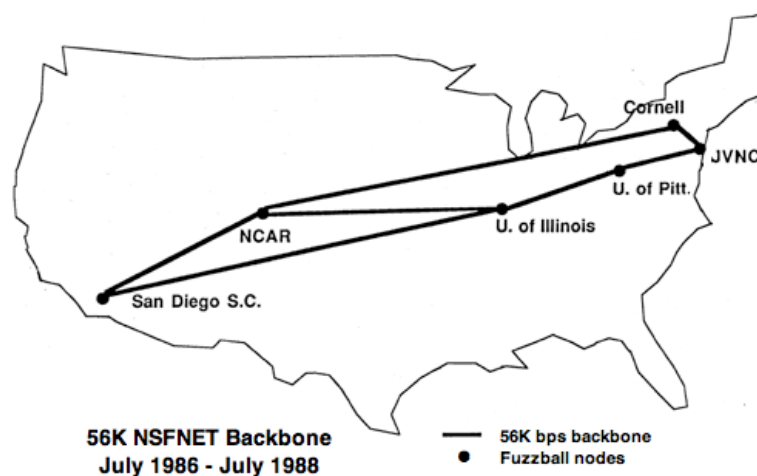 Cornell
JVNC
U. of Pitt.
U. of Illinois
NCAR
San Diego S.C.
56K NSFNET Backbone
July 1986 - July 1988
56K bps backbone
Fuzzball nodes